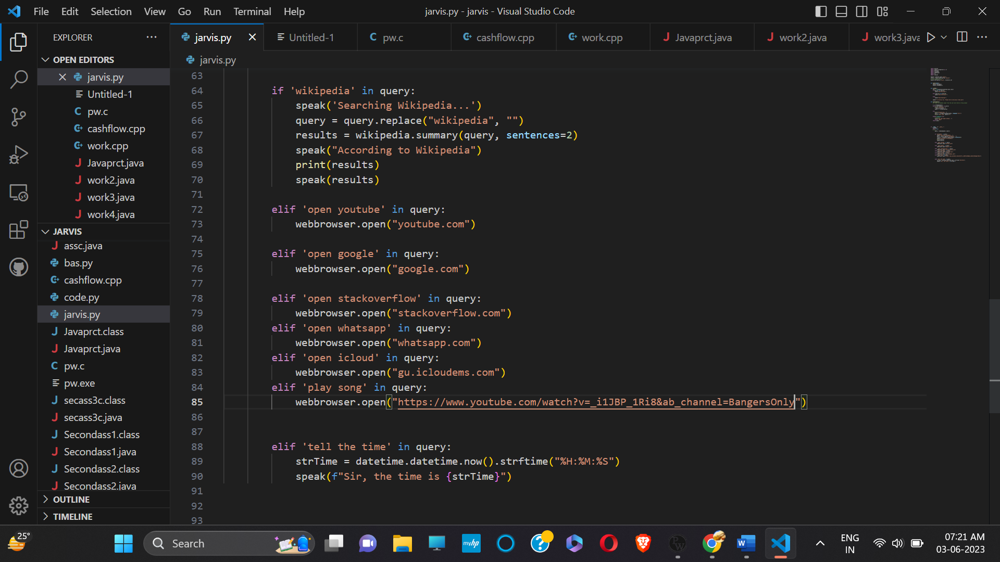 File Edit Selection View Go Run Terminal Help
jarvis.py - jarvis - Visual Studio Code
EXPLORER
jarvis.py
Untitled-1
pw.c
cashflow.cpp
work.cpp
Javaprct.java
work2.java
work3.java
OPEN EDITORS
jarvis.py
Untitled-1
pw.c
cashflow.cpp
work.cpp
Javaprct.java
work2.java
work3.java
work4.java
JARVIS
assc.java
bas.py
cashflow.cpp
code.py
jarvis.py
Javaprct.class
Javaprct.java
pw.c
pw.exe
secass3c.class
secass3c.java
Secondass1.class
Secondass1.java
Secondass2.class
Secondass2.java
OUTLINE
TIMELINE
jarvis.py
63
64 if 'wikipedia' in query:
65 speak('Searching Wikipedia...')
66 query = query.replace("wikipedia", "")
67 results = wikipedia.summary(query, sentences=2)
68 speak("According to Wikipedia")
69 print(results)
70 speak(results)
71
72 elif 'open youtube' in query:
73 webbrowser.open("youtube.com")
74
75 elif 'open google' in query:
76 webbrowser.open("google.com")
77
78 elif 'open stackoverflow' in query:
79 webbrowser.open("stackoverflow.com")
80 elif 'open whatsapp' in query:
81 webbrowser.open("whatsapp.com")
82 elif 'open icloud' in query:
83 webbrowser.open("gu.icloudems.com")
84 elif 'play song' in query:
85 webbrowser.open("https://www.youtube.com/watch?v=_i1JBP_1Ri8&ab_channel=BangersOnly")
86
87
88 elif 'tell the time' in query:
89 strTime = datetime.datetime.now().strftime("%H:%M:%S")
90 speak(f"Sir, the time is {strTime}")
91
92
93
25°
Search
myhp
PW
W
ENG
IN
07:21 AM
03-06-2023